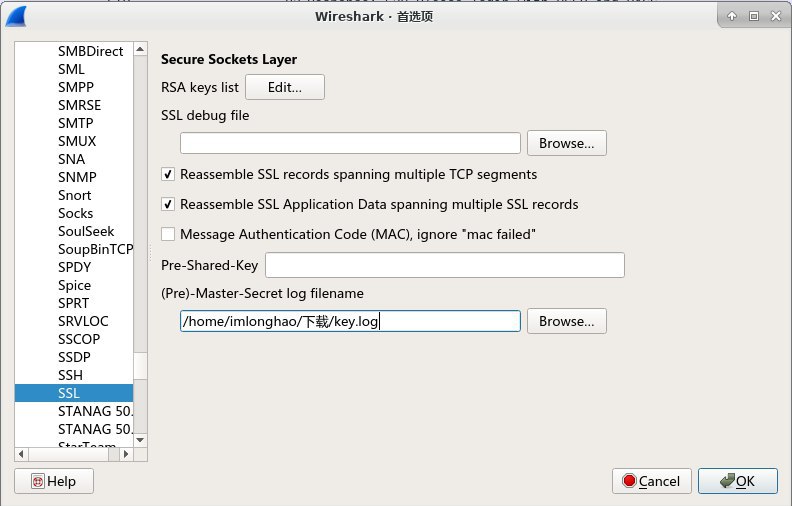 Wireshark · 首选项
SMBDirect
SML
SMPP
SMRSE
SMTP
SMUX
SNA
SNMP
Snort
Socks
SoulSeek
SoupBinTCP
SPDY
Spice
SPRT
SRVLOC
SSCOP
SSDP
SSH
SSL
STANAG 50.
STANAG 50.
StarTeam
Secure Sockets Layer
RSA keys list Edit...
SSL debug file
Browse...
Reassemble SSL records spanning multiple TCP segments
Reassemble SSL Application Data spanning multiple SSL records
Message Authentication Code (MAC), ignore "mac failed"
Pre-Shared-Key
(Pre)-Master-Secret log filename
/home/imlonghao/下载/key.log Browse...
Help Cancel OK